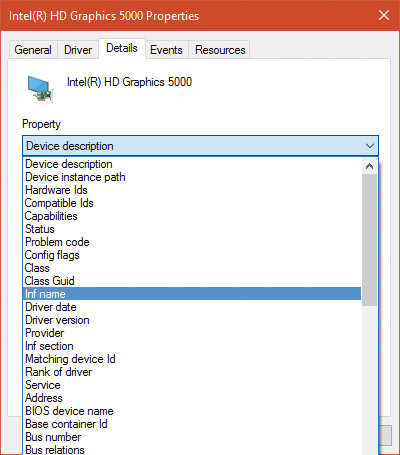 Intel(R) HD Graphics 5000 Properties
General Driver Details Events Resources
Intel(R) HD Graphics 5000
Property
Device description
Device description
Device instance path
Hardware Ids
Compatible Ids
Capabilities
Status
Problem code
Config flags
Class
Class Guid
Inf name
Driver date
Driver version
Provider
Inf section
Matching device Id
Rank of driver
Service
Address
BIOS device name
Base container Id
Bus number
Bus relations